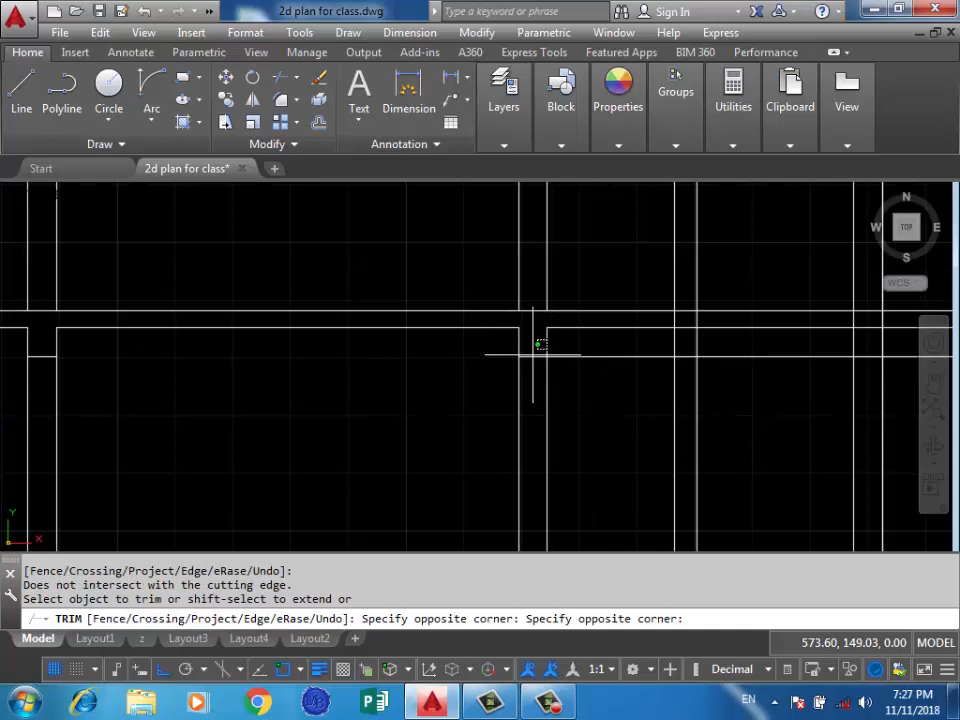 2d plan for class.dwg
Type a keyword or phrase
Sign In
File Edit View Insert Format Tools Draw Dimension Modify Parametric Window Help Express
Home Insert Annotate Parametric View Manage Output Add-ins A360 Express Tools Featured Apps BIM 360 Performance
Line Polyline Circle Arc Text Dimension Layers Block Properties Groups Utilities Clipboard View
Draw Modify Annotation
Start 2d plan for class*
N
W TOP E
S
WCS
Y
X
[Fence/Crossing/Project/Edge/eRase/Undo]:
Does not intersect with the cutting edge.
Select object to trim or shift-select to extend or
TRIM [Fence/Crossing/Project/Edge/eRase/Undo]: Specify opposite corner: Specify opposite corner:
Model Layout1 z Layout3 Layout4 Layout2
573.60, 149.03, 0.00 MODEL
1:1 Decimal
EN
7:27 PM
11/11/2018